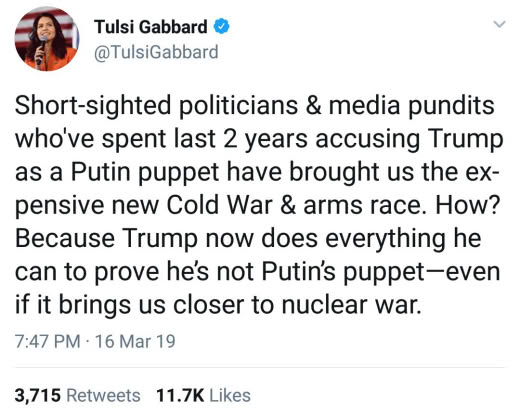 Tulsi Gabbard
@TulsiGabbard
Short-sighted politicians & media pundits
who've spent last 2 years accusing Trump
as a Putin puppet have brought us the ex-
pensive new Cold War & arms race. How?
Because Trump now does everything he
can to prove he's not Putin's puppet—even
if it brings us closer to nuclear war.
7:47 PM · 16 Mar 19
3,715 Retweets 11.7K Likes